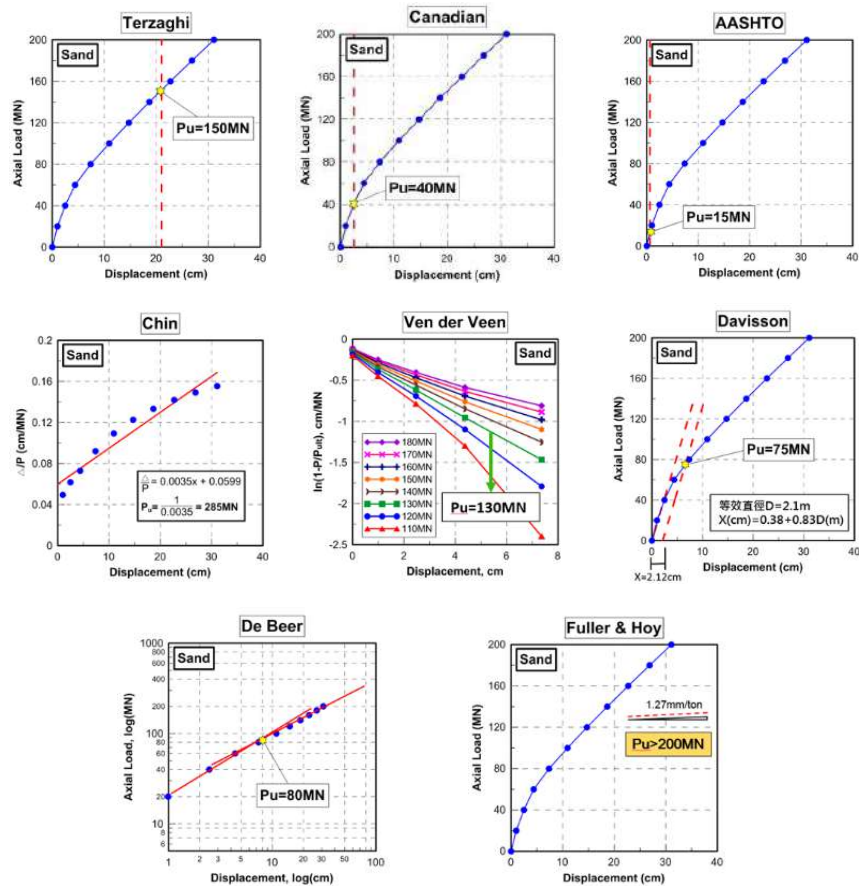 Terzaghi
200
Sand
160
Pu=150MN
120
80
40
0
0 10 20 30 40
Axial Load (MN)
Displacement (cm)
Canadian
200
Sand
160
120
80
Pu=40MN
40
0
0 10 20 30 40
Axial Load (MN)
Displacement (cm)
AASHTO
200
Sand
160
120
80
40
Pu=15MN
0
0 10 20 30 40
Axial Load (MN)
Displacement (cm)
Chin
0.2
Sand
0.16
0.12
0.08
0.04
0
0 10 20 30 40
△/P (cm/MN)
△/P = 0.0035x + 0.0599
Pu= 1/0.0035 = 285MN
Displacement (cm)
Ven der Veen
0
Sand
-0.5
-1
-1.5
-2
-2.5
0 2 4 6 8
ln(1-P/Pult), cm/MN
180MN
170MN
160MN
150MN
140MN
130MN
120MN
110MN
Pu=130MN
Displacement, cm
Davisson
200
Sand
160
120
80
40
0
0 10 20 30 40
Axial Load (MN)
Pu=75MN
等效直徑D=2.1m
X(cm)=0.38+0.83D(m)
X=2.12cm
Displacement (cm)
De Beer
1000
800
600
400
Sand
200
100
80
60
40
20
10
8
6
1 2 3 5 10 20 30 50 100
Axial Load, log(MN)
Pu=80MN
Displacement, log(cm)
Fuller & Hoy
200
Sand
160
120
80
40
0
0 10 20 30 40
Axial Load (MN)
1.27mm/ton
Pu>200MN
Displacement (cm)